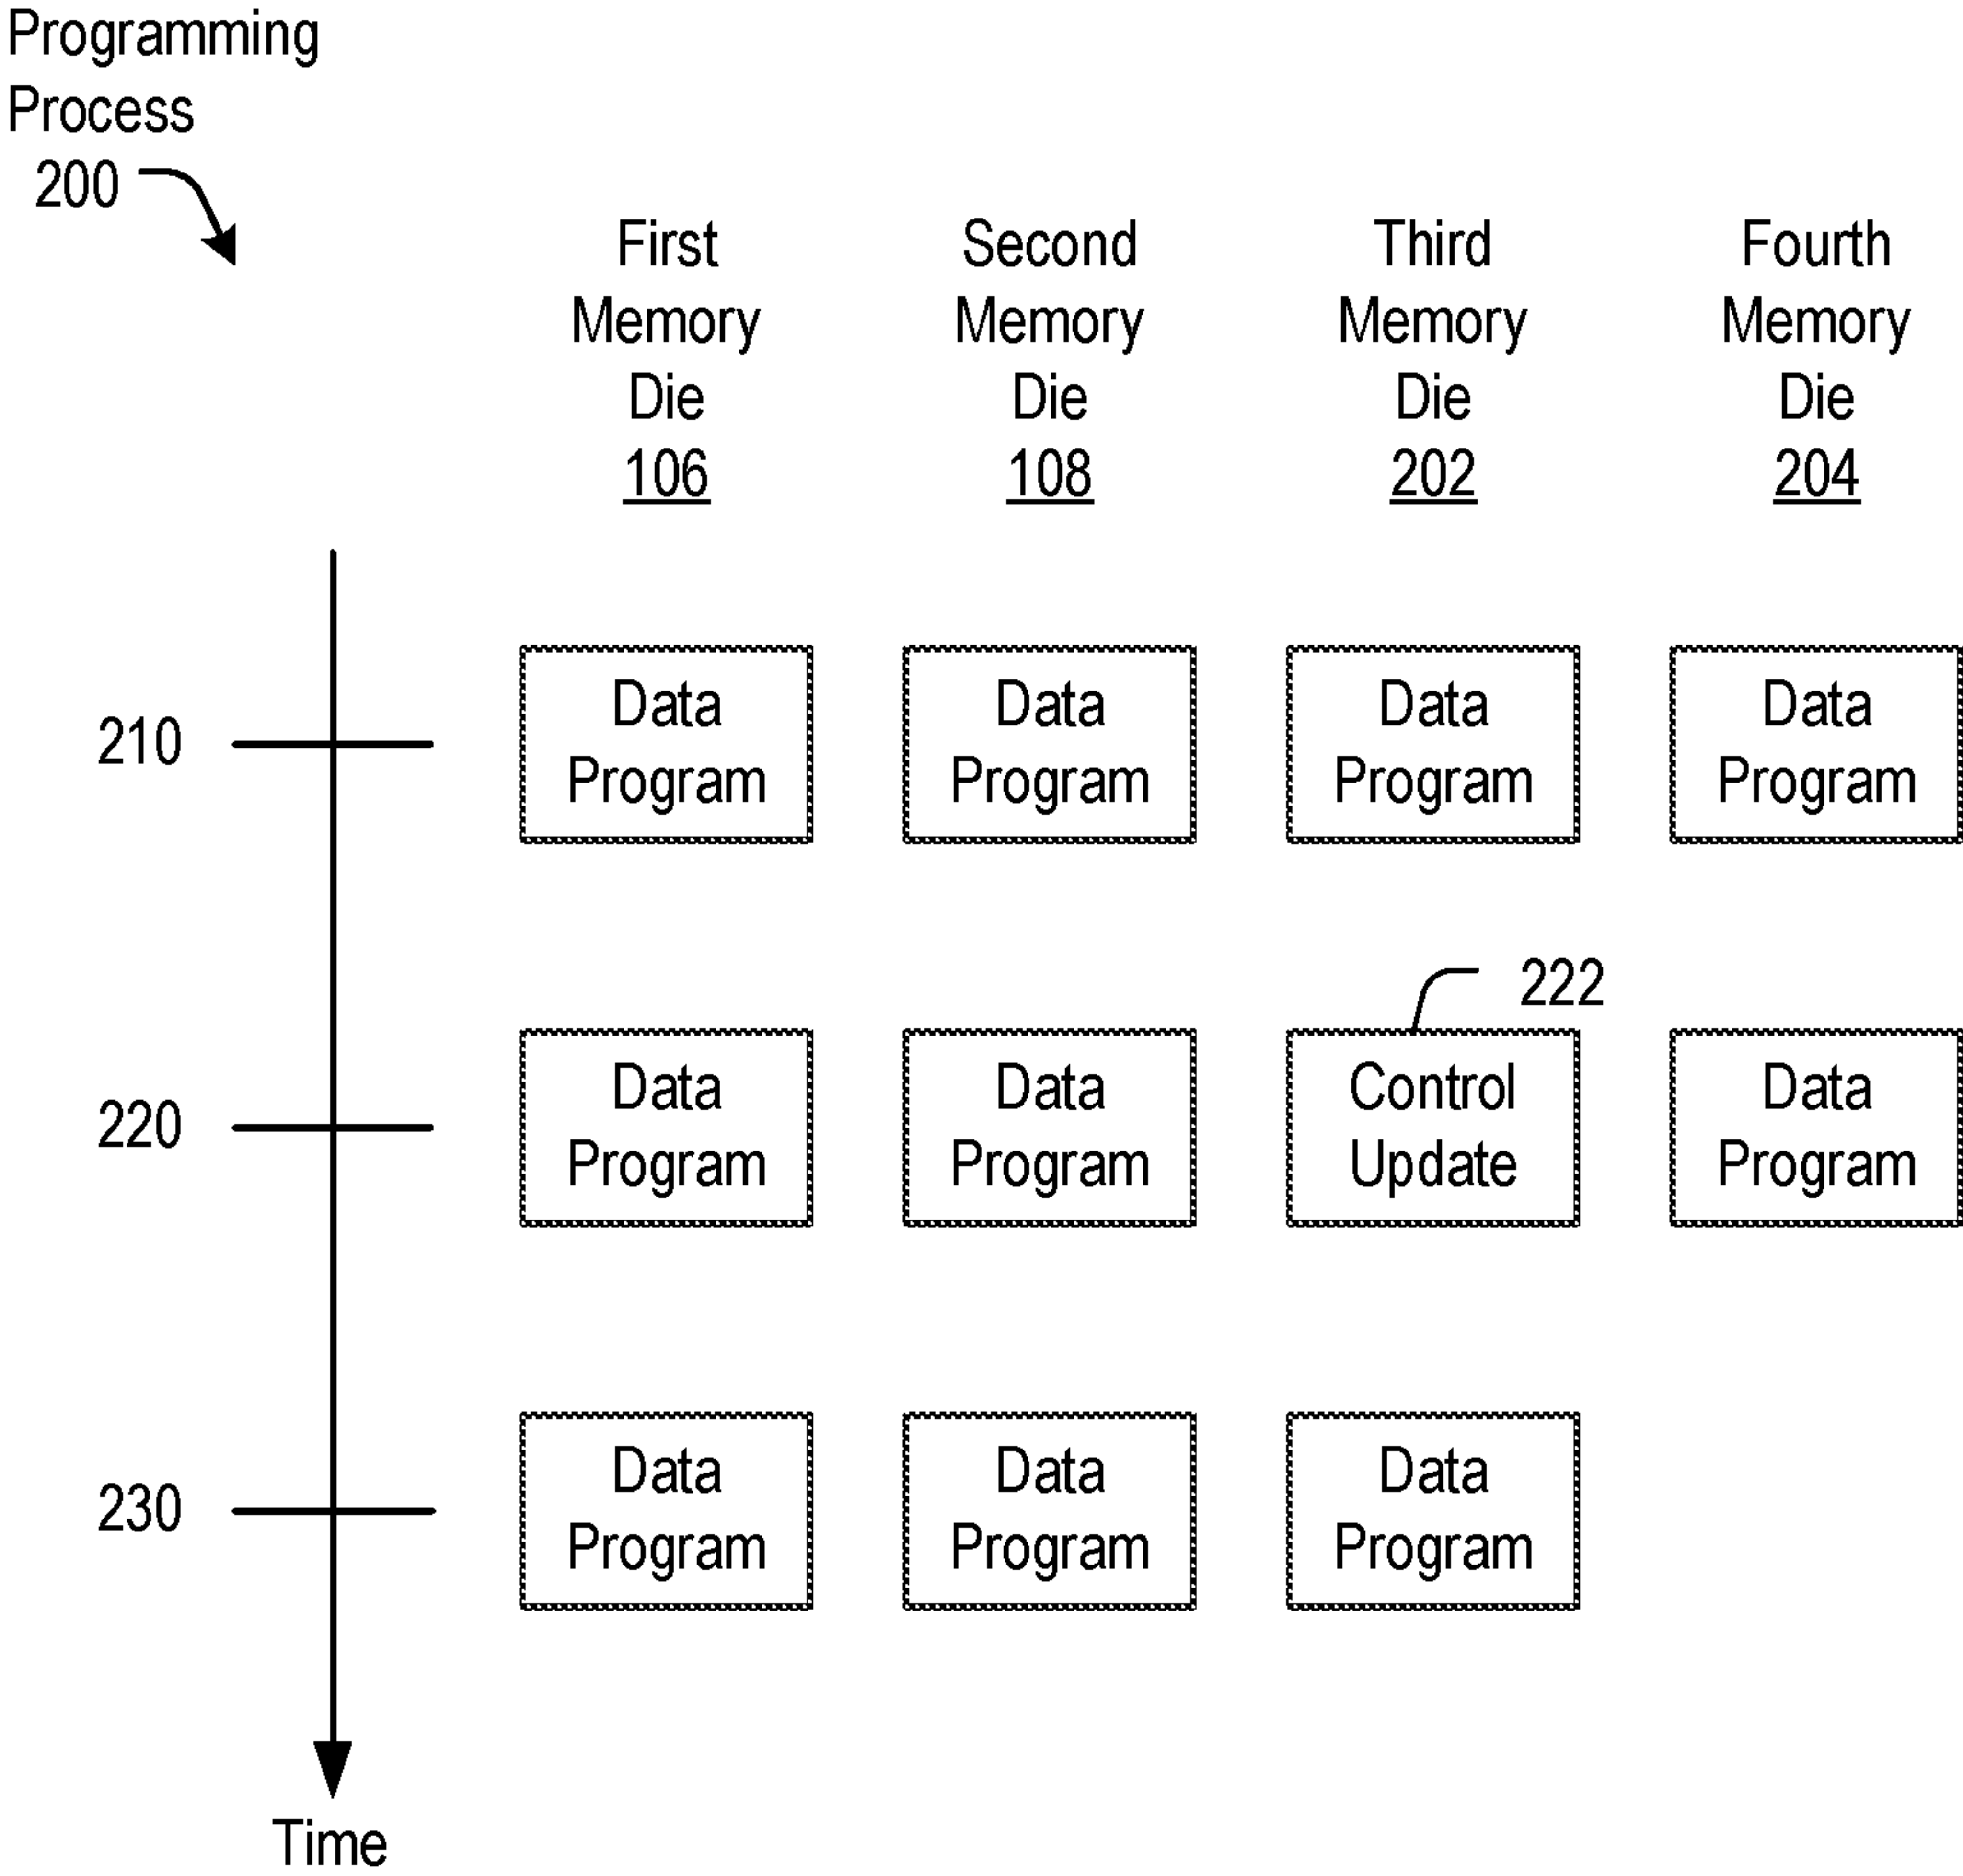 Programming
Process
200
First
Memory
Die
106
Second
Memory
Die
108
Third
Memory
Die
202
Fourth
Memory
Die
204
210
Data
Program
Data
Program
Data
Program
Data
Program
222
220
Data
Program
Data
Program
Control
Update
Data
Program
230
Data
Program
Data
Program
Data
Program
Time